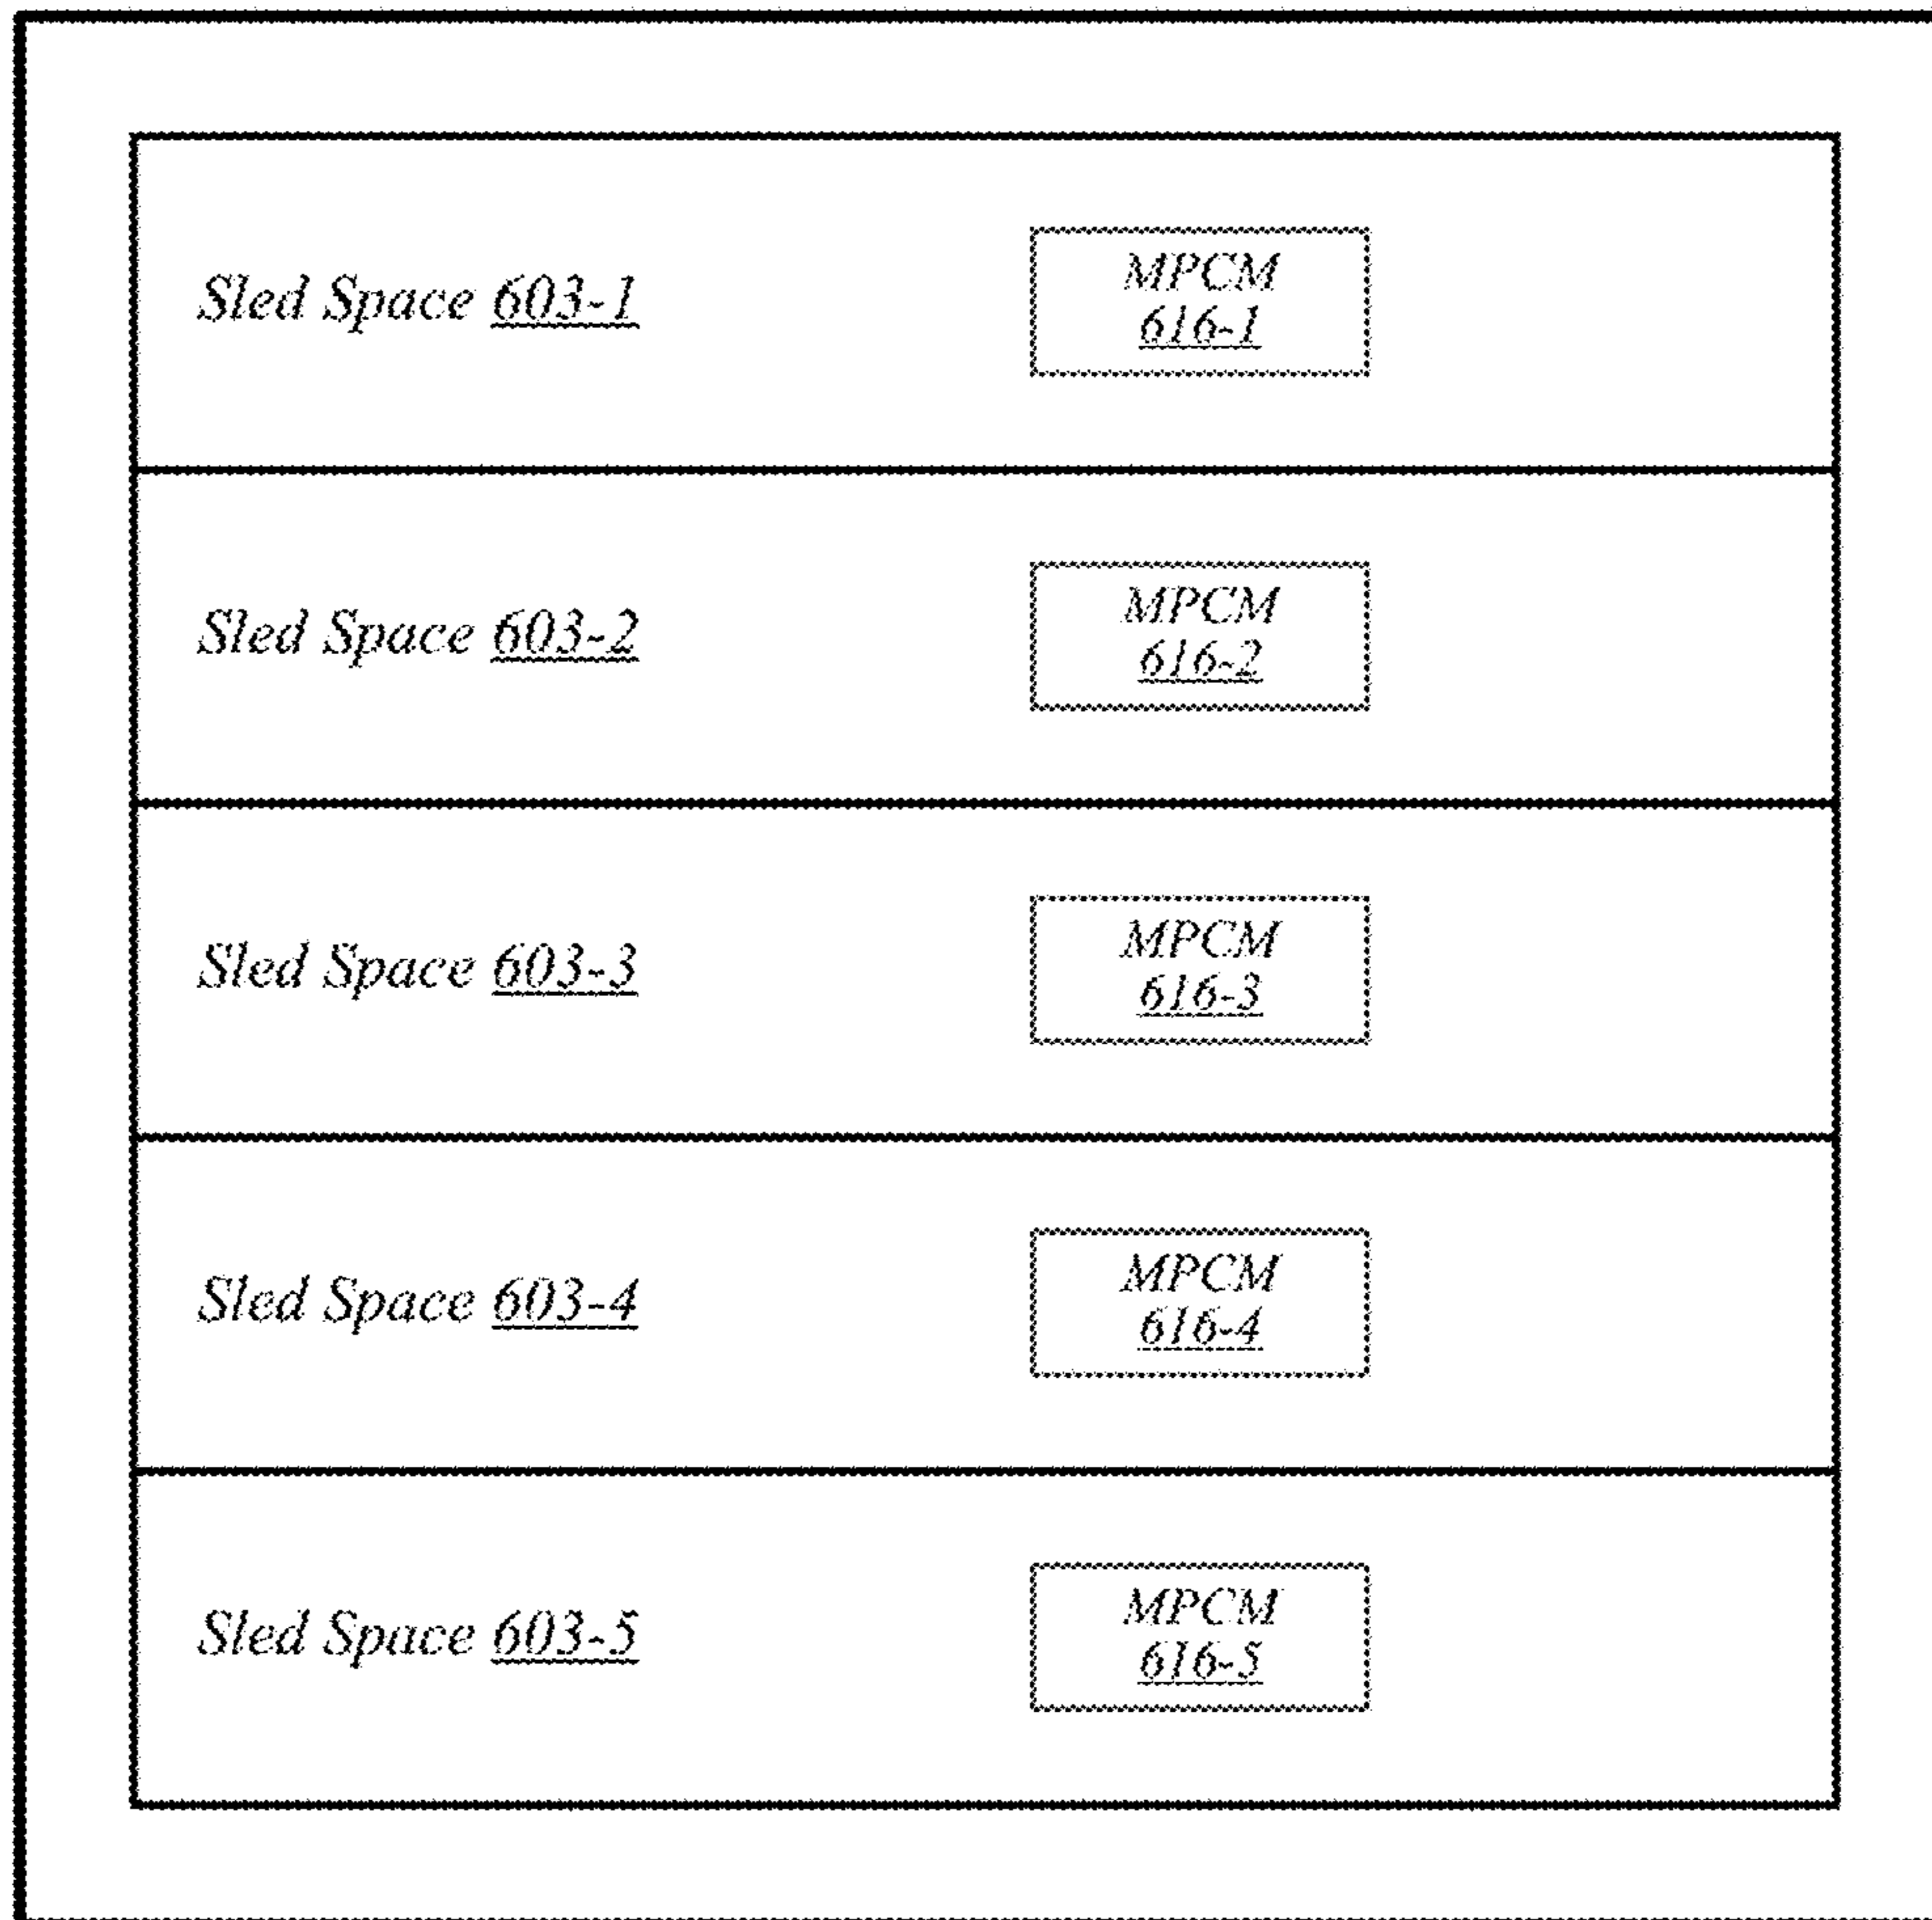 Sled Space 603-1
MPCM
616-1
Sled Space 603-2
MPCM
616-2
Sled Space 603-3
MPCM
616-3
Sled Space 603-4
MPCM
616-4
Sled Space 603-5
MPCM
616-5